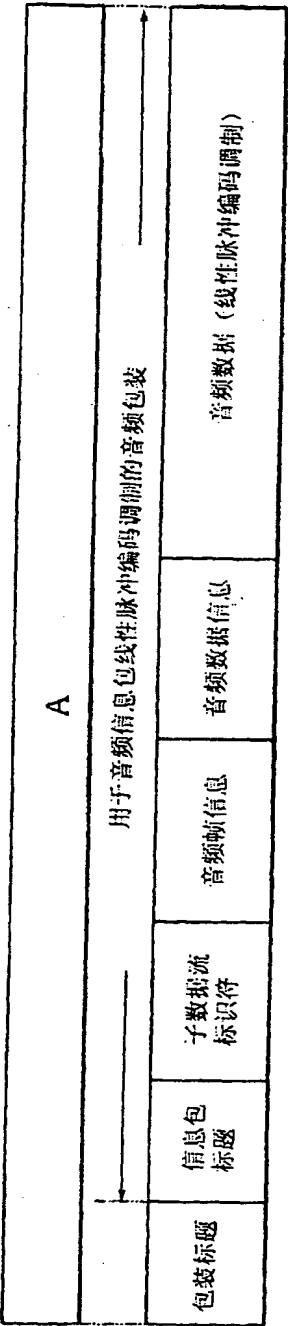 A
用于音频信息包线性脉冲编码调制的音频包装
包装标题
信息包
标题
子数据流
标识符
音频帧信息
音频数据信息
音频数据(线性脉冲编码调制)